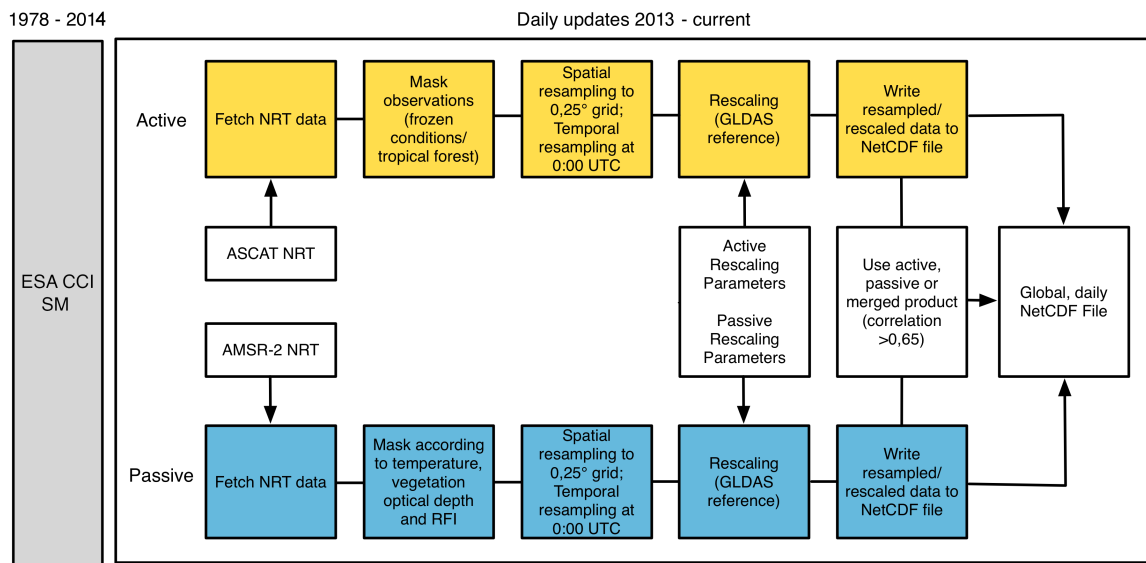 1978 - 2014
Daily updates 2013 - current
ESA CCI
SM
Active
Fetch NRT data
Mask
observations
(frozen
conditions/
tropical forest)
Spatial
resampling to
0,25° grid;
Temporal
resampling at
0:00 UTC
Rescaling
(GLDAS
reference)
Write
resampled/
rescaled data to
NetCDF file
ASCAT NRT
AMSR-2 NRT
Active
Rescaling
Parameters
Passive
Rescaling
Parameters
Use active,
passive or
merged product
(correlation
>0,65)
Global, daily
NetCDF File
Passive
Fetch NRT data
Mask according
to temperature,
vegetation
optical depth
and RFI
Spatial
resampling to
0,25° grid;
Temporal
resampling at
0:00 UTC
Rescaling
(GLDAS
reference)
Write
resampled/
rescaled data to
NetCDF file